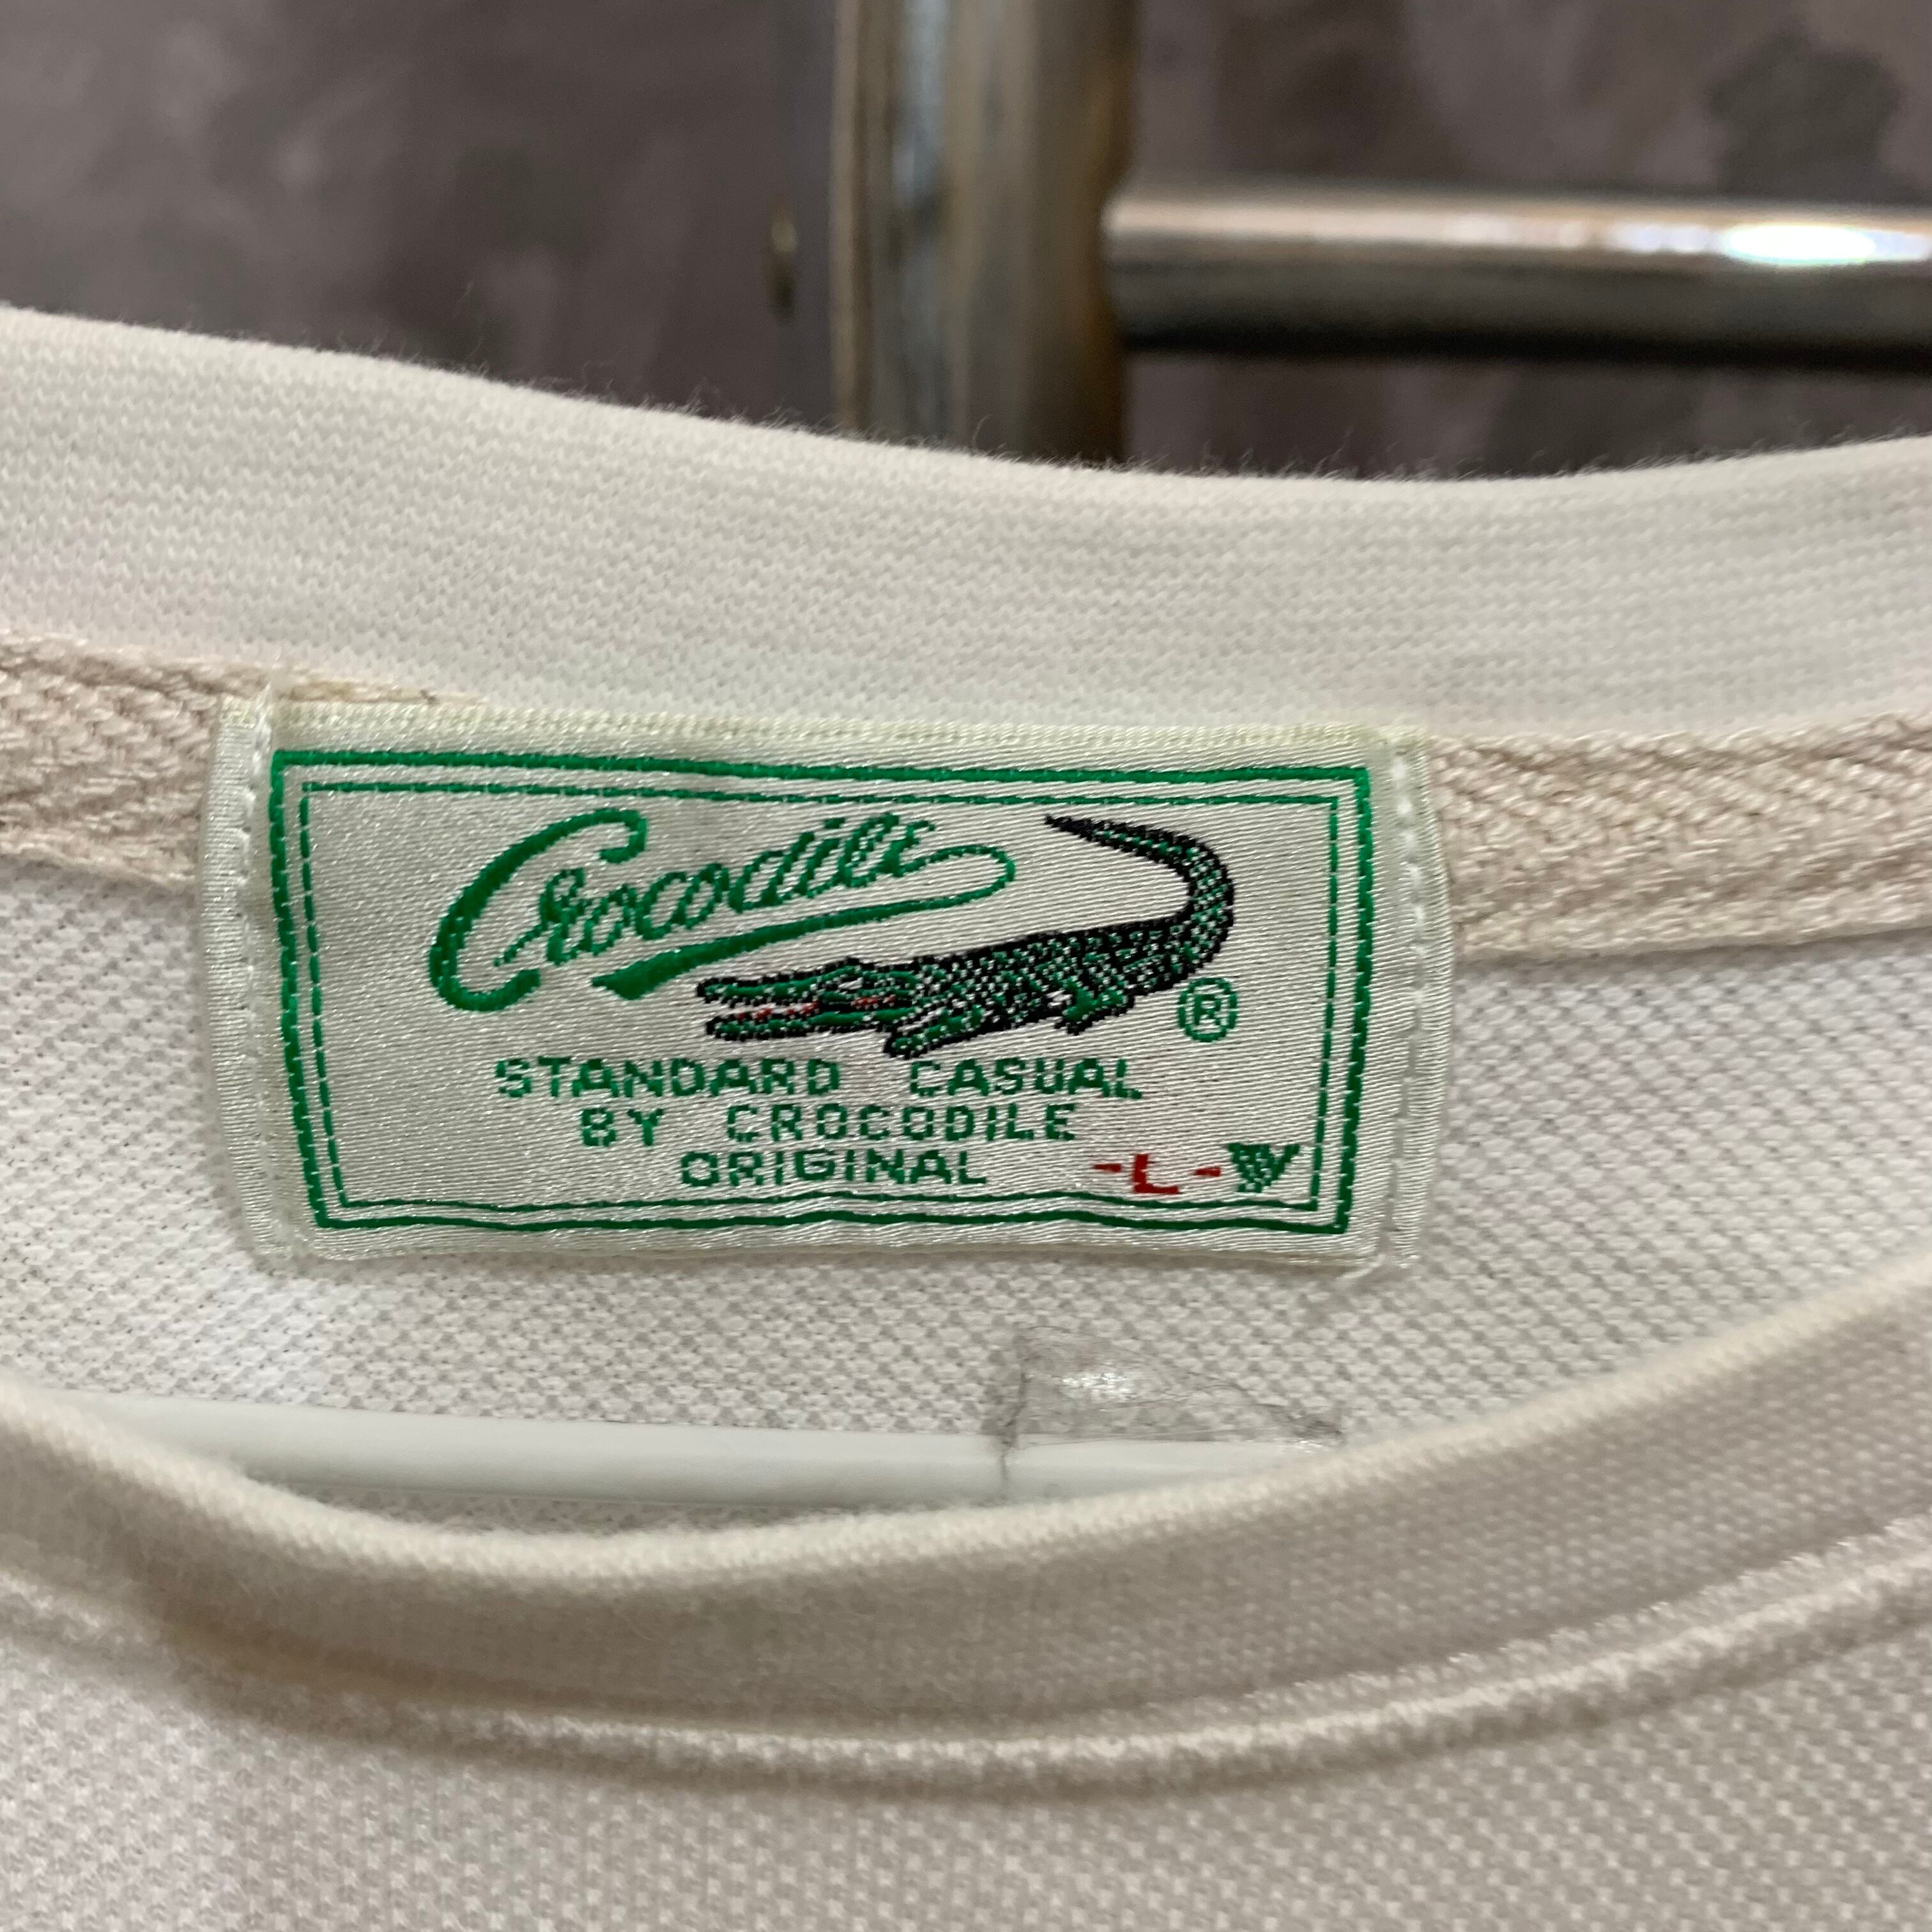 Crocodile
®
STANDARD CASUAL
BY CROCODILE
ORIGINAL -L-